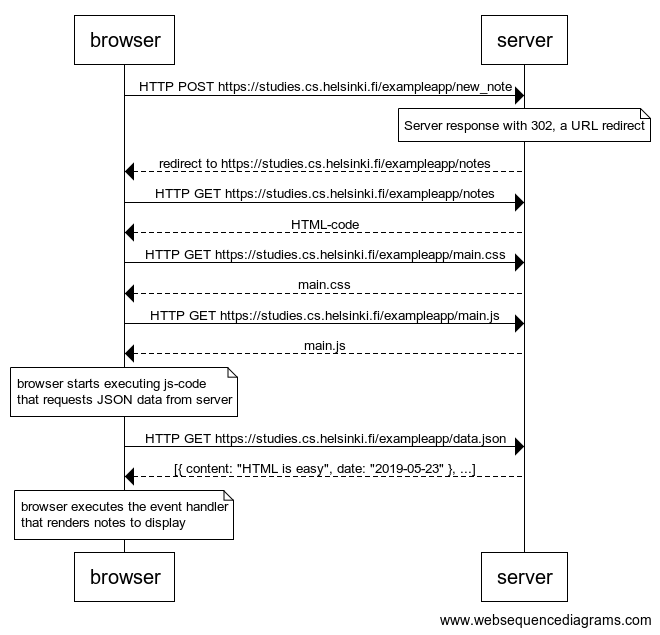 browser
server
HTTP POST https://studies.cs.helsinki.fi/exampleapp/new_note
Server response with 302, a URL redirect
redirect to https://studies.cs.helsinki.fi/exampleapp/notes
HTTP GET https://studies.cs.helsinki.fi/exampleapp/notes
HTML-code
HTTP GET https://studies.cs.helsinki.fi/exampleapp/main.css
main.css
HTTP GET https://studies.cs.helsinki.fi/exampleapp/main.js
main.js
browser starts executing js-code
that requests JSON data from server
HTTP GET https://studies.cs.helsinki.fi/exampleapp/data.json
[{ content: "HTML is easy", date: "2019-05-23" }, ...]
browser executes the event handler
that renders notes to display
browser
server
www.websequencediagrams.com